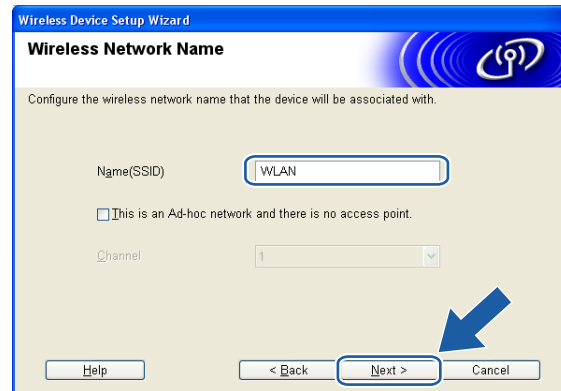 Wireless Device Setup Wizard
Wireless Network Name
Configure the wireless network name that the device will be associated with.
Name(SSID) WLAN
This is an Ad-hoc network and there is no access point.
Channel 1
Help < Back Next > Cancel